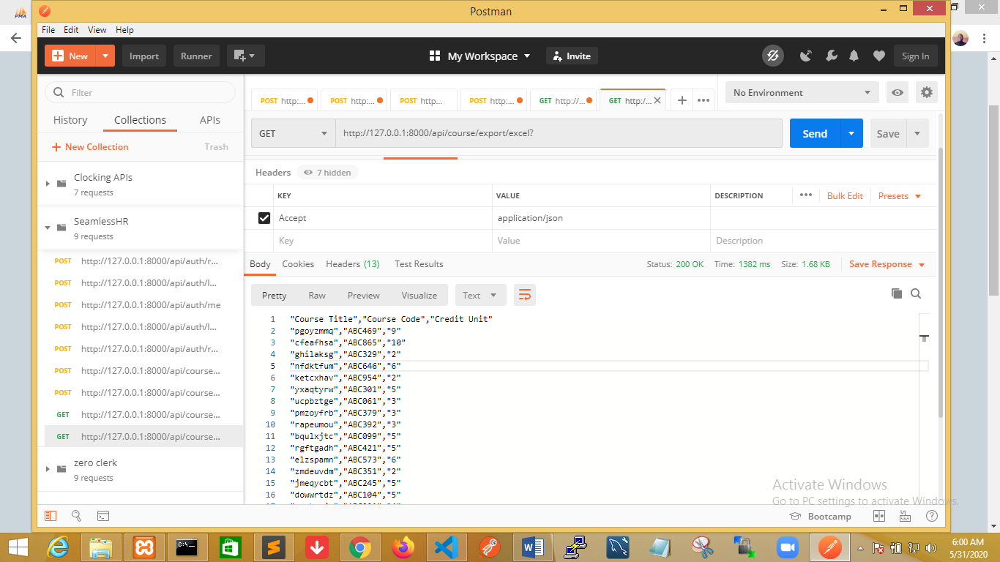 PMA
Postman
File Edit View Help
New Import Runner My Workspace Invite Sign In
Filter
History Collections APIs
New Collection Trash
Clocking APIs
7 requests
SeamlessHR
9 requests
POST http://127.0.0.1:8000/api/auth/r...
POST http://127.0.0.1:8000/api/auth/l...
POST http://127.0.0.1:8000/api/auth/me
POST http://127.0.0.1:8000/api/auth/l...
POST http://127.0.0.1:8000/api/auth/r...
POST http://127.0.0.1:8000/api/course...
POST http://127.0.0.1:8000/api/course...
GET http://127.0.0.1:8000/api/course...
GET http://127.0.0.1:8000/api/course...
zero clerk
9 requests
POST http:... POST http:... POST http... POST http:... GET http://... GET http:/...
No Environment
GET http://127.0.0.1:8000/api/course/export/excel? Send Save
Headers 7 hidden
KEY VALUE DESCRIPTION Bulk Edit Presets
Accept application/json
Key Value Description
Body Cookies Headers (13) Test Results Status: 200 OK Time: 1382 ms Size: 1.68 KB Save Response
Pretty Raw Preview Visualize Text
1 "Course Title","Course Code","Credit Unit"
2 "pgoyzmmq","ABC469","9"
3 "cfeafhsa","ABC865","10"
4 "ghilaksg","ABC329","2"
5 "nfdktfum","ABC646","6"
6 "ketcxhav","ABC954","2"
7 "yxaqtyrw","ABC301","5"
8 "ucpbztge","ABC061","3"
9 "pmzoyfrb","ABC379","3"
10 "rapeumou","ABC392","3"
11 "bqulxjtc","ABC099","5"
12 "rgftgadh","ABC421","5"
13 "elzspamn","ABC573","6"
14 "zmdeuvdm","ABC351","2"
15 "jmeqycbt","ABC245","5"
16 "dowwrtdz","ABC104","5"
Activate Windows
Go to PC settings to activate Windows.
Bootcamp
6:00 AM
5/31/2020